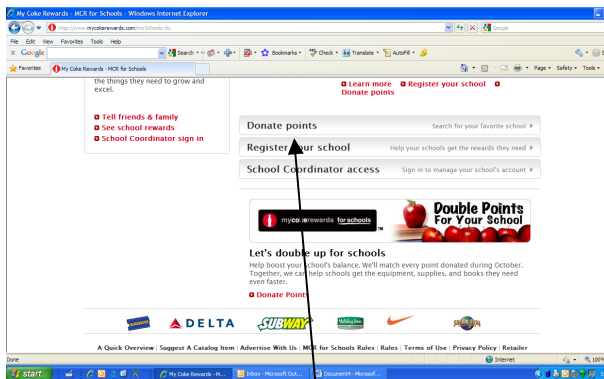 My Coke Rewards - MCR for Schools - Windows Internet Explorer
http://www.mycokerewards.com/mcrSchools.do
Google
File Edit View Favorites Tools Help
x Google Search Bookmarks Check Translate AutoFill
Favorites My Coke Rewards - MCR for Schools Page Safety Tools
the things they need to grow and
excel.
Learn more Register your school
Donate points
Tell friends & family
See school rewards
School Coordinator sign in
Donate points Search for your favorite school
Register your school Help your schools get the rewards they need
School Coordinator access Sign in to manage your school's account
mycokerewards for schools
Double Points
For Your School
Let's double up for schools
Help boost your school's balance. We'll match every point donated during October.
Together, we can help schools get the equipment, supplies, and books they need
even faster.
Donate Points
DELTA SUBWAY Holiday Inn
A Quick Overview | Suggest A Catalog Item | Advertise With Us | MCR for Schools Rules | Rules | Terms of Use | Privacy Policy | Retailer
Done Internet 100%
start My Coke Rewards - M... Inbox - Microsoft Out... Document4 - Microsof...